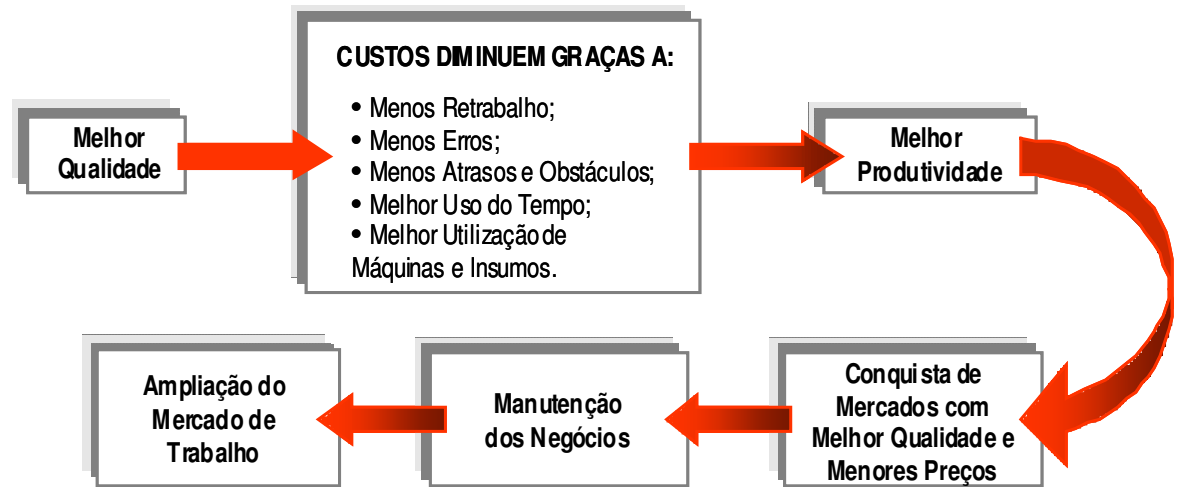 Melhor
Qualidade
CUSTOS DIMINUEM GRAÇAS A:
• Menos Retrabalho;
• Menos Erros;
• Menos Atrasos e Obstáculos;
• Melhor Uso do Tempo;
• Melhor Utilização de
Máquinas e Insumos.
Melhor
Produtividade
Conquista de
Mercados com
Melhor Qualidade e
Menores Preços
Manutenção
dos Negócios
Ampliação do
Mercado de
Trabalho